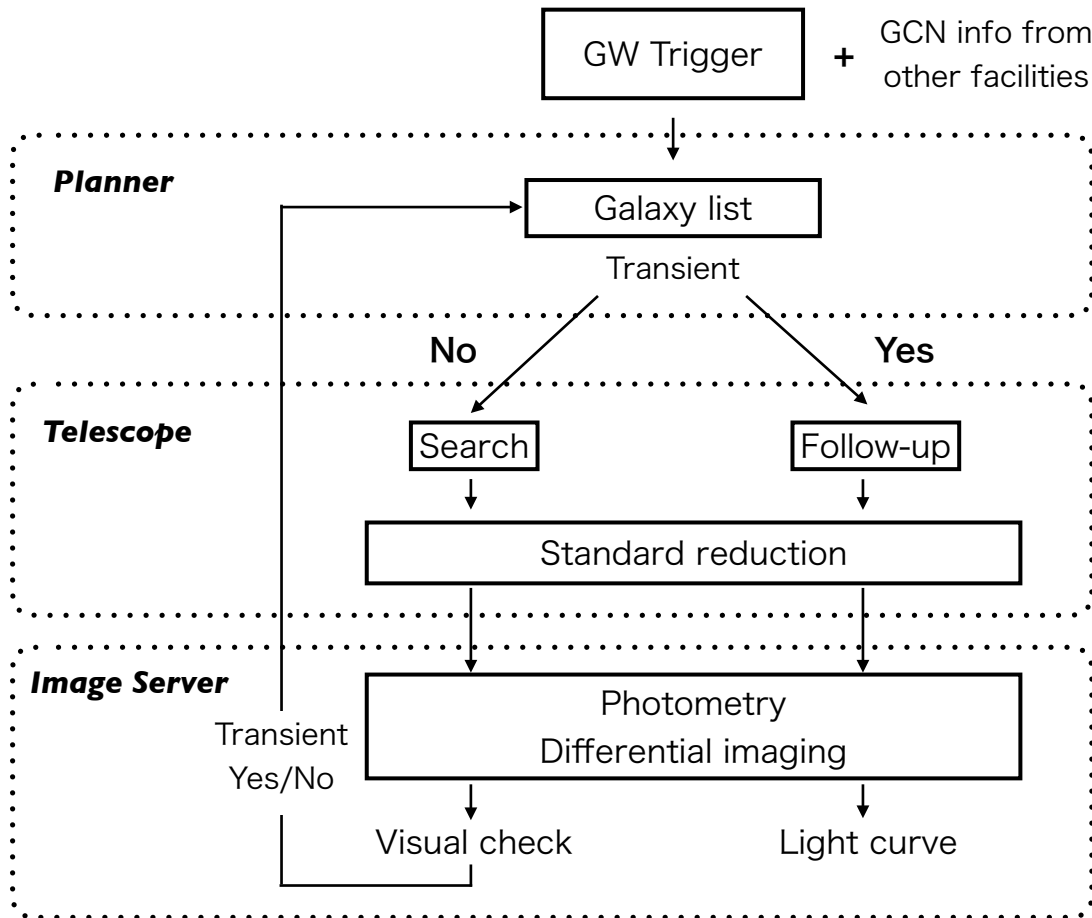 GW Trigger
+
GCN info from
other facilities
Planner
Galaxy list
Transient
No
Yes
Telescope
Search
Follow-up
Standard reduction
Image Server
Photometry
Differential imaging
Transient
Yes/No
Visual check
Light curve